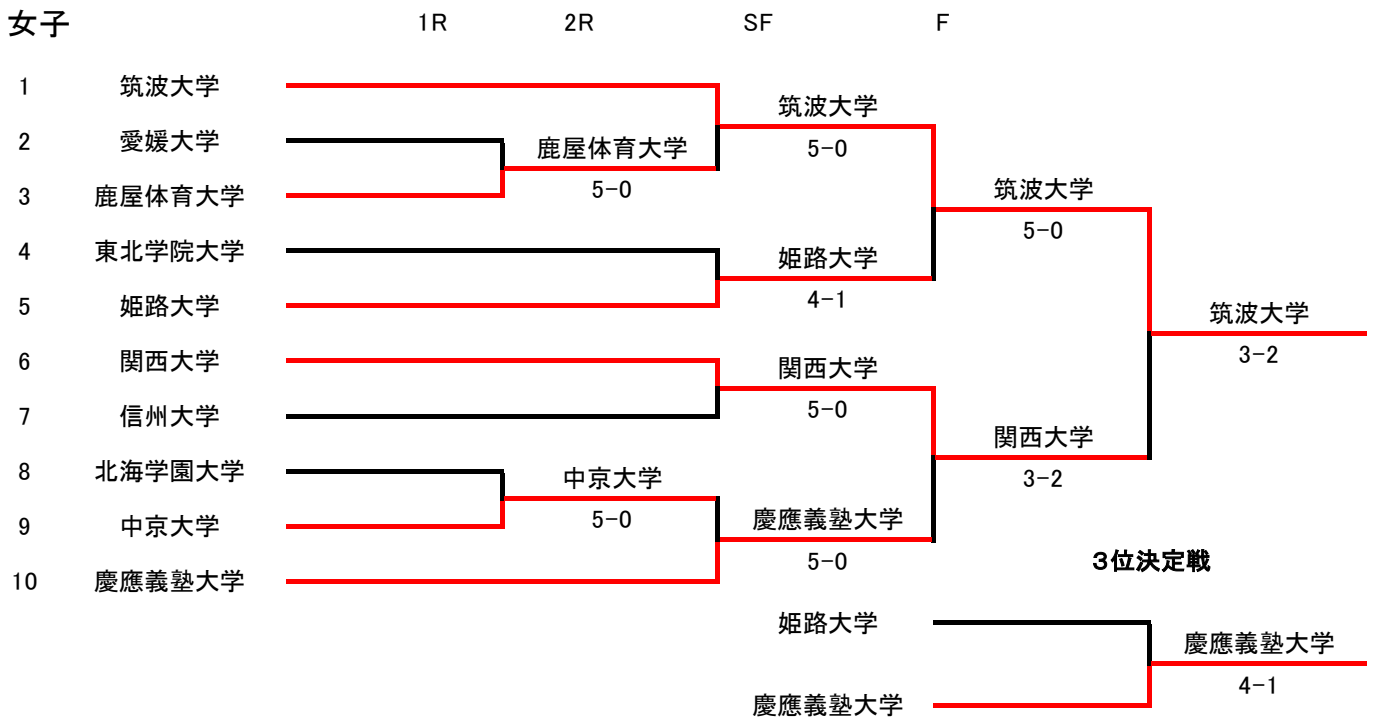 女子 1R 2R SF F
1 筑波大学
筑波大学
2 愛媛大学
鹿屋体育大学
5-0
5-0
3 鹿屋体育大学
筑波大学
5-0
4 東北学院大学
姫路大学
4-1
5 姫路大学
筑波大学
3-2
6 関西大学
関西大学
5-0
7 信州大学
関西大学
3-2
8 北海学園大学
中京大学
5-0
9 中京大学
慶應義塾大学
5-0
10 慶應義塾大学
3位決定戦
姫路大学
慶應義塾大学
4-1
慶應義塾大学